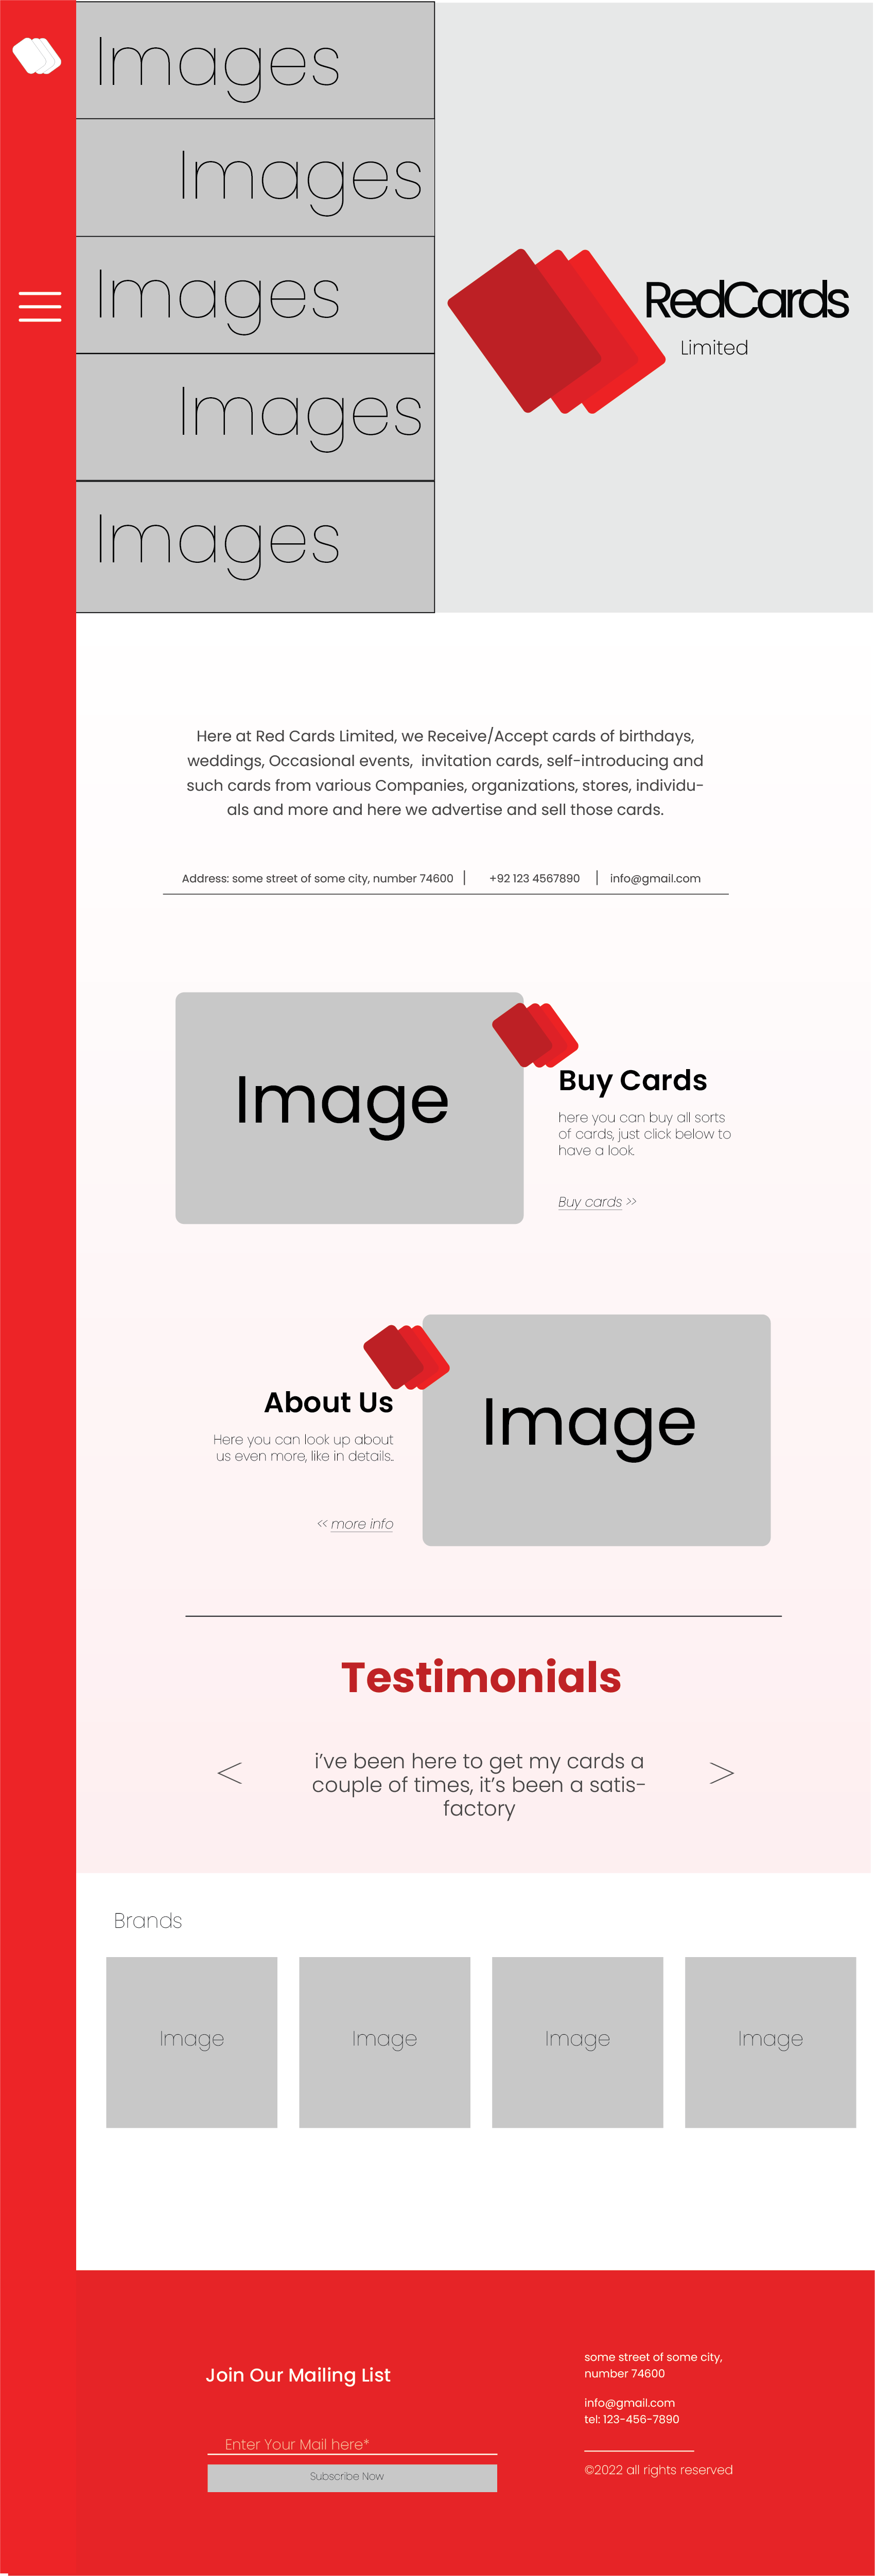 Images
Images
Images
Images
Images
RedCards
Limited
Here at Red Cards Limited, we Receive/Accept cards of birthdays,
weddings, Occasional events, invitation cards, self-introducing and
such cards from various Companies, organizations, stores, individu-
als and more and here we advertise and sell those cards.
Address: some street of some city, number 74600 | +92 123 4567890 | info@gmail.com
Image
Buy Cards
here you can buy all sorts
of cards, just click below to
have a look.
Buy cards >>
About Us
Here you can look up about
us even more, like in details..
<< more info
Image
Testimonials
< >
i've been here to get my cards a
couple of times, it's been a satis-
factory
Brands
Image Image Image Image
Join Our Mailing List
Enter Your Mail here*
Subscribe Now
some street of some city,
number 74600
info@gmail.com
tel: 123-456-7890
©2022 all rights reserved